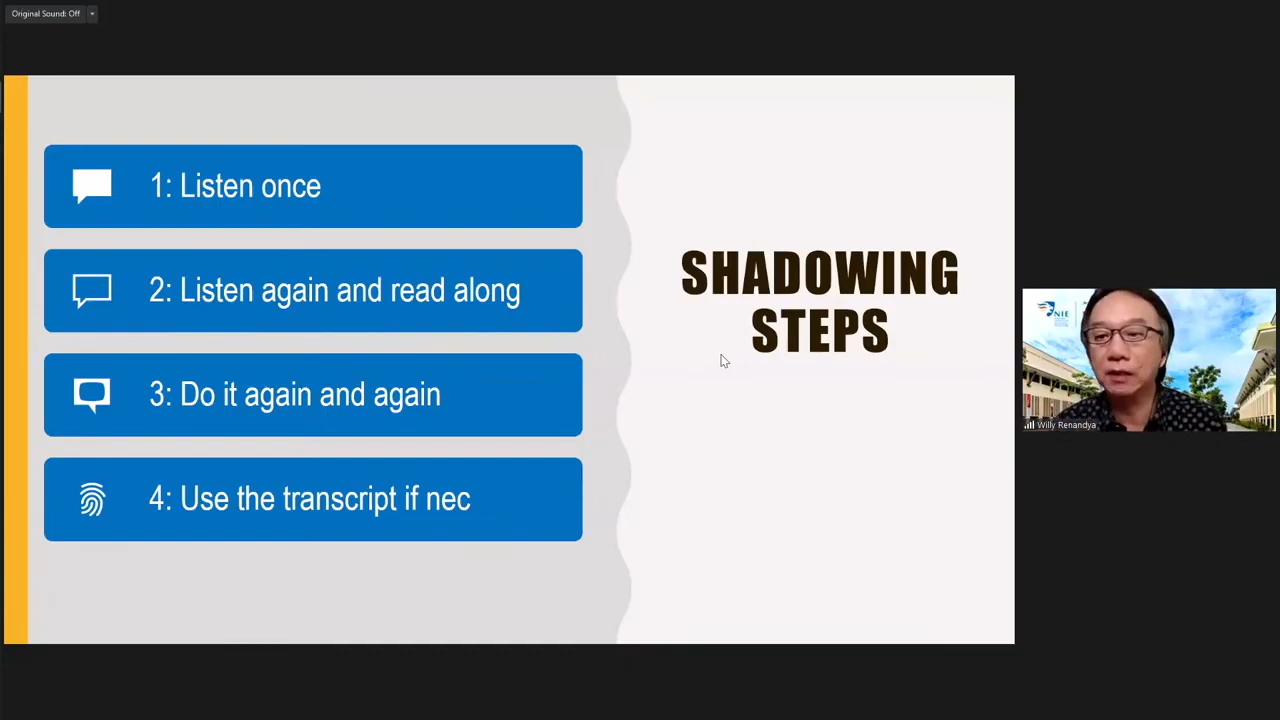 Original Sound: Off
1: Listen once
2: Listen again and read along
3: Do it again and again
4: Use the transcript if nec
SHADOWING
STEPS
NIE
Willy Renandya